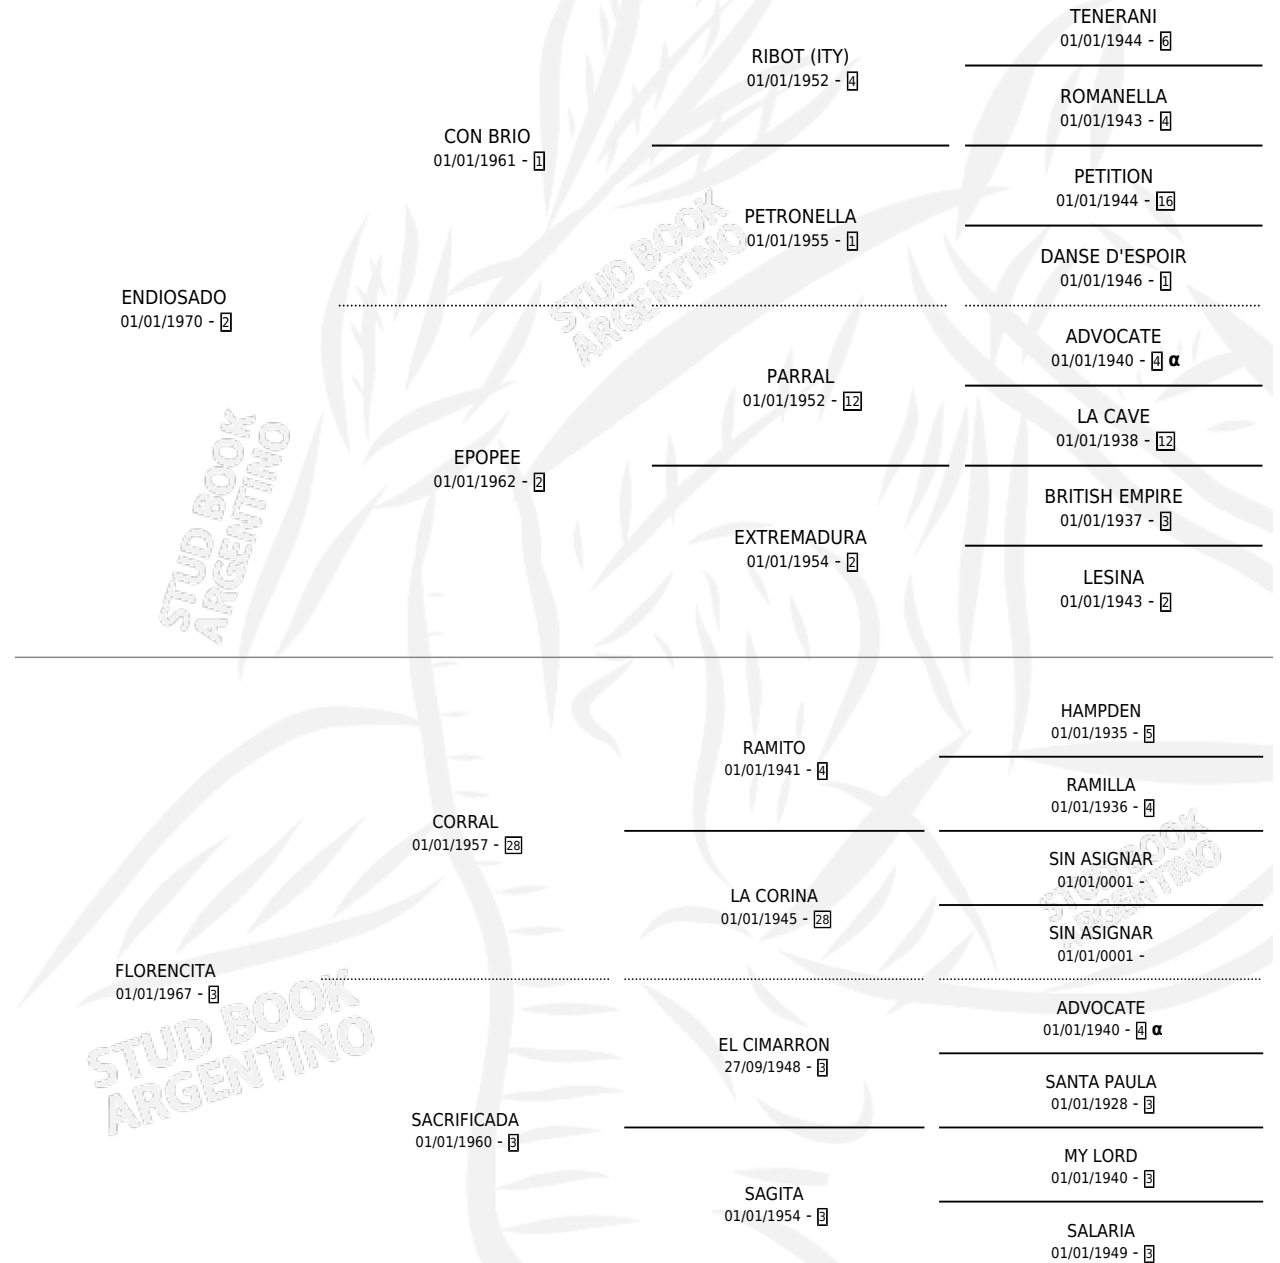 TENERANI
01/01/1944 - 6
RIBOT (ITY)
01/01/1952 - 4
ROMANELLA
01/01/1943 - 4
CON BRIO
01/01/1961 - 1
PETITION
01/01/1944 - 16
PETRONELLA
01/01/1955 - 1
DANSE D'ESPOIR
01/01/1946 - 1
ENDIOSADO
01/01/1970 - 2
ADVOCATE
01/01/1940 - 4 α
PARRAL
01/01/1952 - 12
LA CAVE
01/01/1938 - 12
EPOPEE
01/01/1962 - 2
BRITISH EMPIRE
01/01/1937 - 3
EXTREMADURA
01/01/1954 - 2
LESINA
01/01/1943 - 2
HAMPDEN
01/01/1935 - 5
RAMITO
01/01/1941 - 4
RAMILLA
01/01/1936 - 4
CORRAL
01/01/1957 - 28
SIN ASIGNAR
01/01/0001 -
LA CORINA
01/01/1945 - 28
SIN ASIGNAR
01/01/0001 -
FLORENCITA
01/01/1967 - 3
ADVOCATE
01/01/1940 - 4 α
EL CIMARRON
27/09/1948 - 3
SANTA PAULA
01/01/1928 - 3
SACRIFICADA
01/01/1960 - 3
MY LORD
01/01/1940 - 3
SAGITA
01/01/1954 - 3
SALARIA
01/01/1949 - 3
STUD BOOK
ARGENTINO
STUD BOOK
ARGENTINO
STUD BOOK
ARGENTINO
STUD BOOK
ARGENTINO